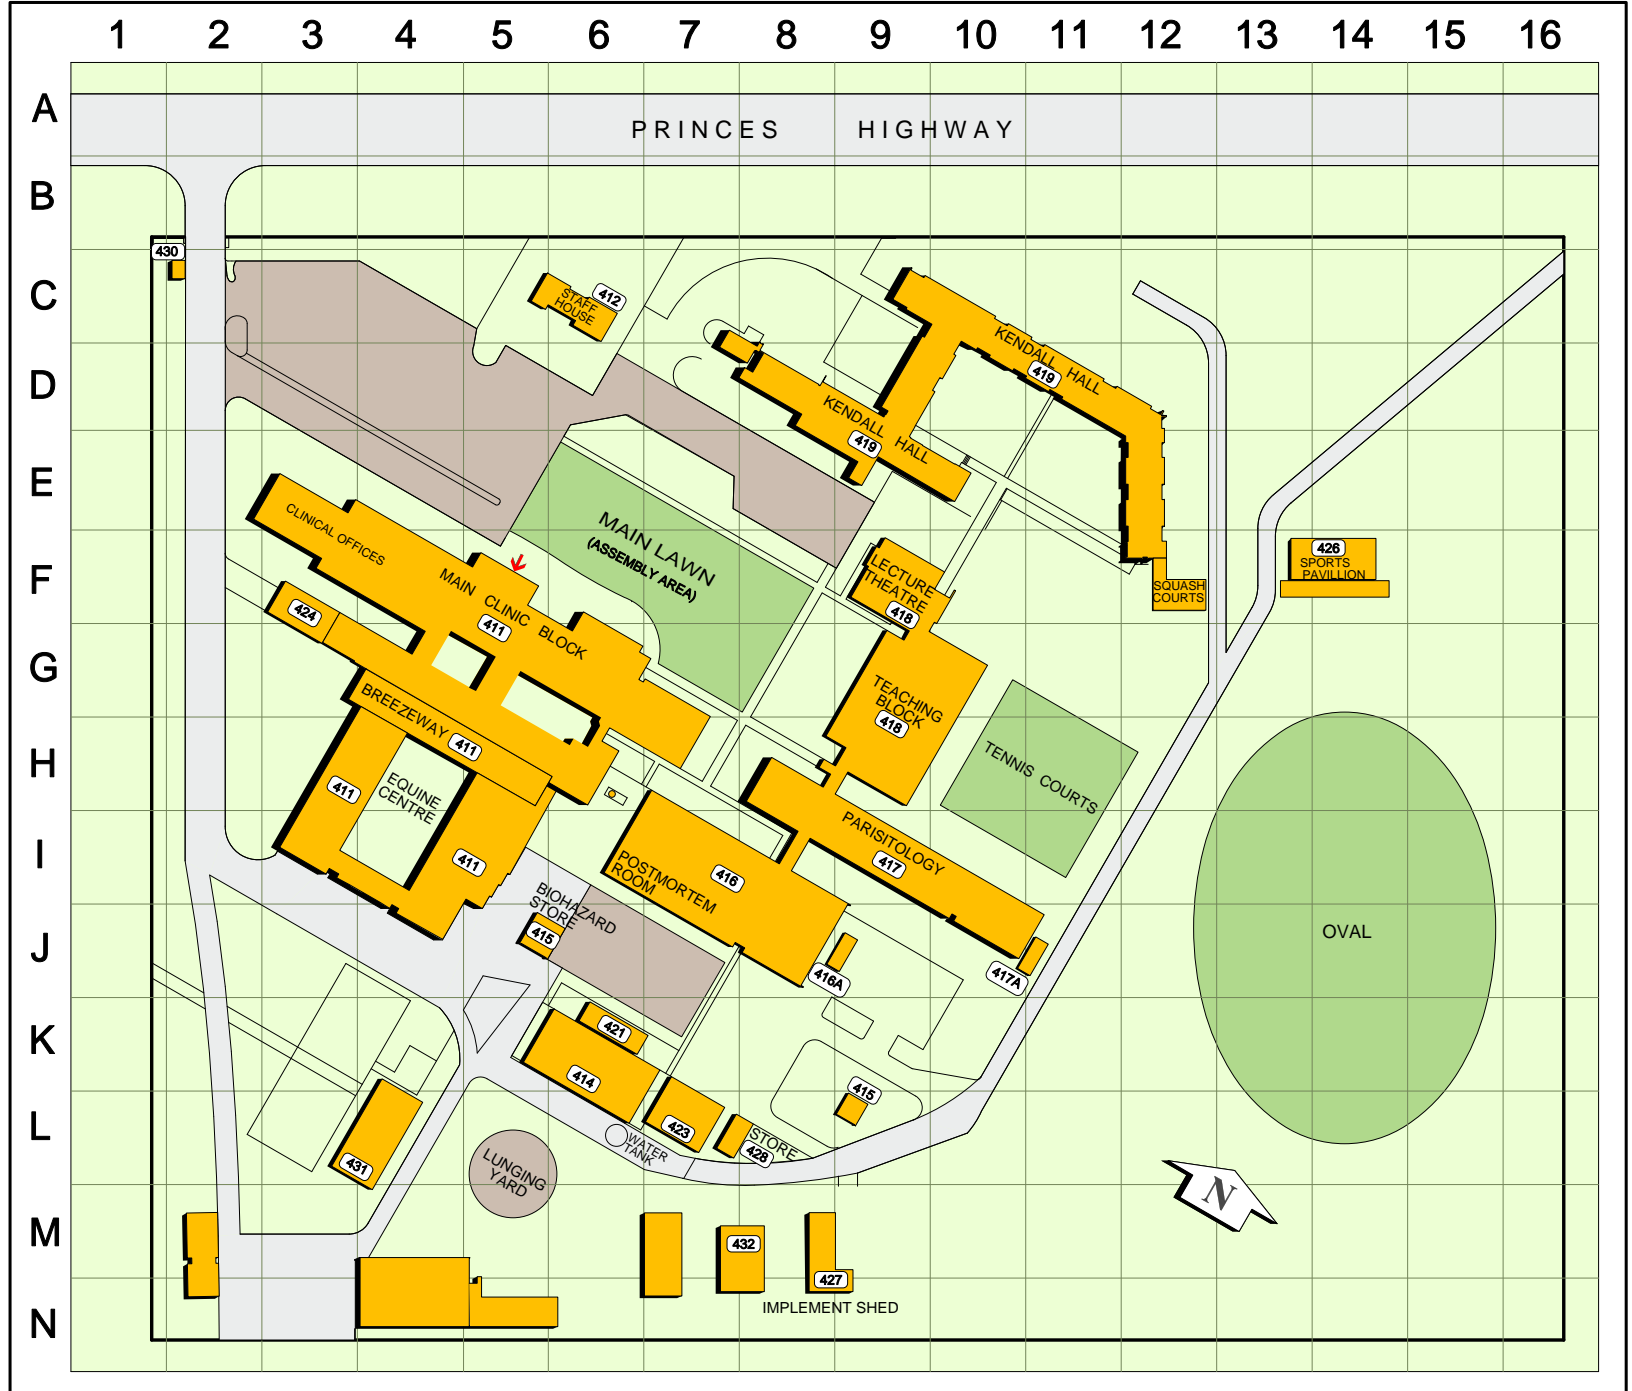 1 2 3 4 5 6 7 8 9 10 11 12 13 14 15 16
A
PRINCES HIGHWAY
B
430
C
412
STAFF
HOUSE
KENDALL HALL
419
D
KENDALL HALL
419
E
CLINICAL OFFICES
MAIN LAWN
(ASSEMBLY AREA)
F
LECTURE
THEATRE
418
426
SPORTS
PAVILLION
SQUASH
COURTS
424
MAIN CLINIC BLOCK
411
G
BREEZEWAY
411
TEACHING
BLOCK
418
H
TENNIS COURTS
411
EQUINE
CENTRE
I
411
PARISITOLOGY
417
POSTMORTEM
ROOM
416
BIOHAZARD
STORE
415
J
OVAL
416A
417A
K
421
414
415
L
423
WATER
TANK
STORE
428
431
LUNGING
YARD
N
M
432
427
IMPLEMENT SHED
N